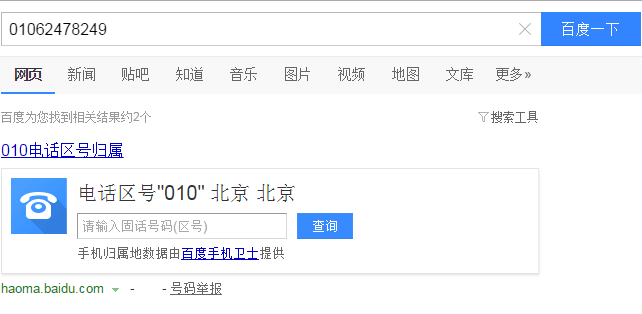 01062478249 百度一下
网页 新闻 贴吧 知道 音乐 图片 视频 地图 文库 更多»
百度为您找到相关结果约2个 搜索工具
010电话区号归属
电话区号"010" 北京 北京
请输入固话号码(区号) 查询
手机归属地数据由百度手机卫士提供
haoma.baidu.com - - 号码举报